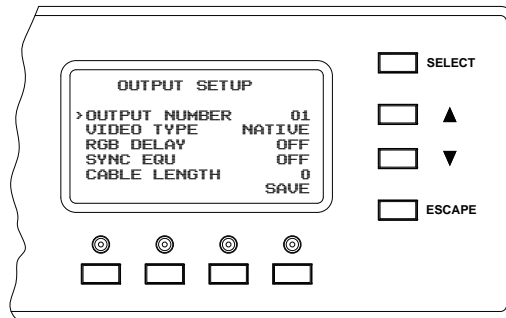 OUTPUT SETUP
>OUTPUT NUMBER 01
VIDEO TYPE NATIVE
RGB DELAY OFF
SYNC EQU OFF
CABLE LENGTH 0
SAVE
SELECT
▲
▼
ESCAPE